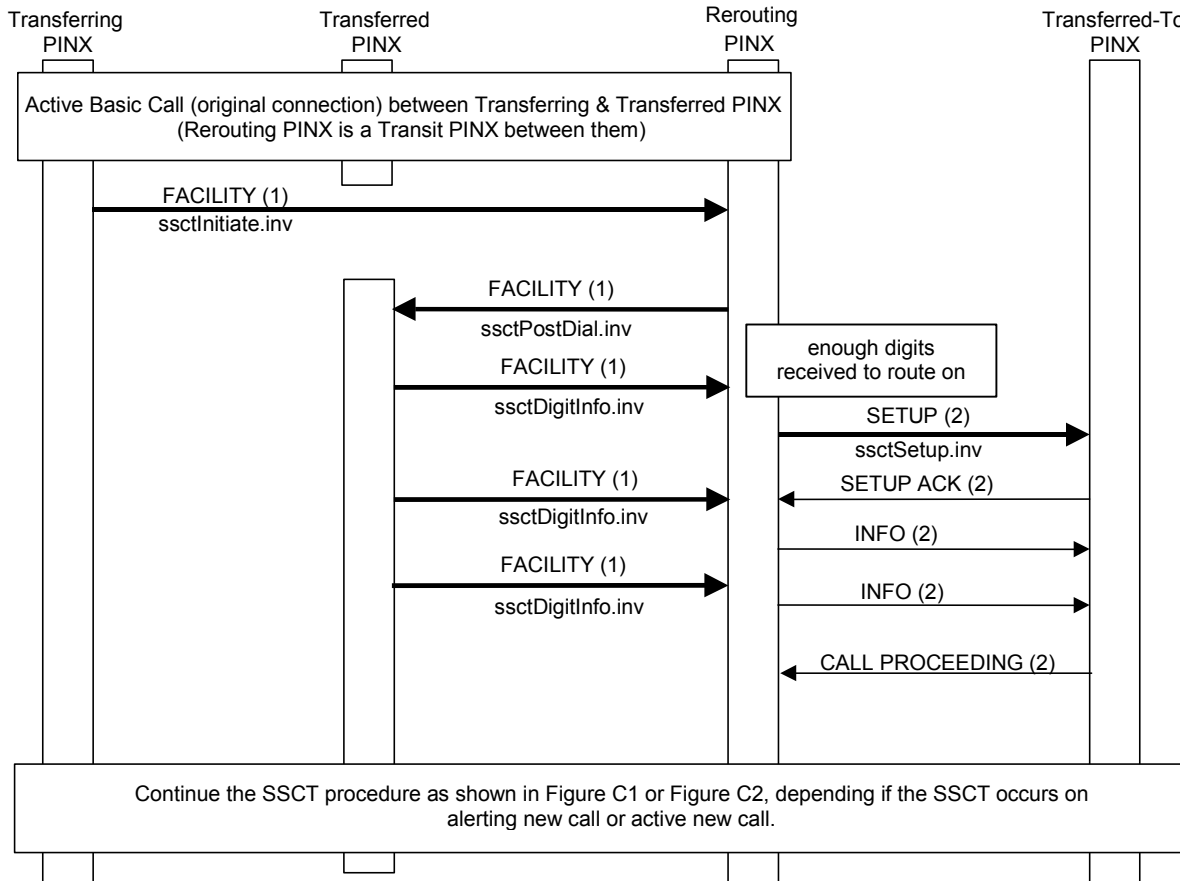 Transferring
PINX
Transferred
PINX
Rerouting
PINX
Transferred-To
PINX
Active Basic Call (original connection) between Transferring & Transferred PINX
(Rerouting PINX is a Transit PINX between them)
FACILITY (1)
ssctInitiate.inv
FACILITY (1)
ssctPostDial.inv
enough digits
received to route on
FACILITY (1)
ssctDigitInfo.inv
SETUP (2)
ssctSetup.inv
FACILITY (1)
ssctDigitInfo.inv
SETUP ACK (2)
INFO (2)
FACILITY (1)
ssctDigitInfo.inv
INFO (2)
CALL PROCEEDING (2)
Continue the SSCT procedure as shown in Figure C1 or Figure C2, depending if the SSCT occurs on
alerting new call or active new call.